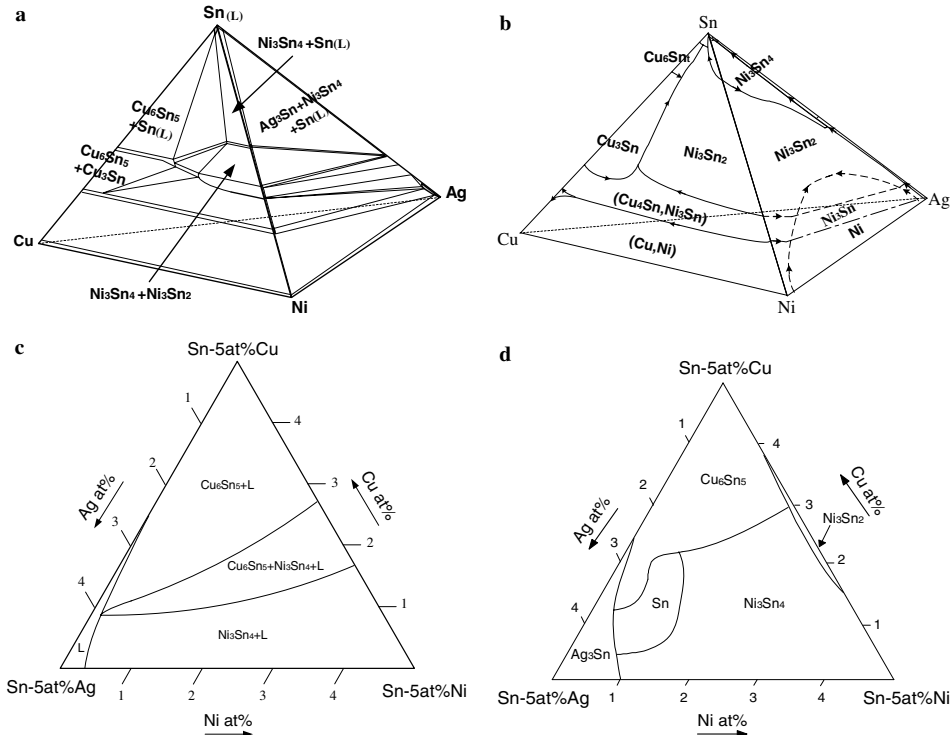 a
Sn(L)
Ni₃Sn₄ +Sn(L)
Cu₆Sn₅
+Sn(L)
Ag₃Sn+Ni₃Sn₄
+Sn(L)
Cu₆Sn₅
+Cu₃Sn
Ag
Cu
Ni₃Sn₄ +Ni₃Sn₂
Ni
b
Sn
Cu₆Snₜ
Ni₃Sn₄
Cu₃Sn
Ni₃Sn₂
Ni₃Sn₂
(Cu₄Sn,Ni₃Sn)
Ni₃Sn
Ag
Cu
(Cu,Ni)
Ni
Ni
c
Sn-5at%Cu
1
4
2
Ag at%
Cu₆Sn₅+L
3
Cu at%
3
2
Cu₆Sn₅+Ni₃Sn₄+L
4
1
L
Ni₃Sn₄+L
Sn-5at%Ag
1
2
3
4
Sn-5at%Ni
Ni at%
d
Sn-5at%Cu
1
4
2
Cu₆Sn₅
Ag at%
3
Cu at%
Ni₃Sn₂
3
2
4
Sn
Ni₃Sn₄
1
Ag₃Sn
Sn-5at%Ag
1
2
3
4
Sn-5at%Ni
Ni at%